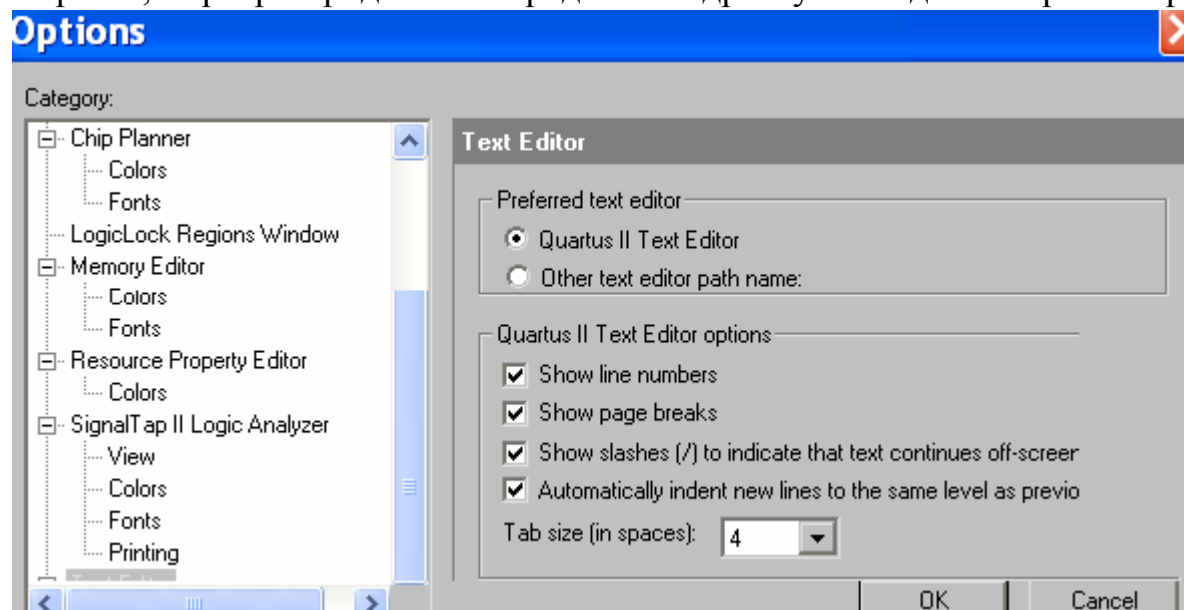 Options
Category:
Chip Planner
Colors
Fonts
LogicLock Regions Window
Memory Editor
Colors
Fonts
Resource Property Editor
Colors
SignalTap II Logic Analyzer
View
Colors
Fonts
Printing
Text Editor
Preferred text editor
Quartus II Text Editor
Other text editor path name:
Quartus II Text Editor options
Show line numbers
Show page breaks
Show slashes (/) to indicate that text continues off-screer
Automatically indent new lines to the same level as previo
Tab size (in spaces): 4
OK Cancel